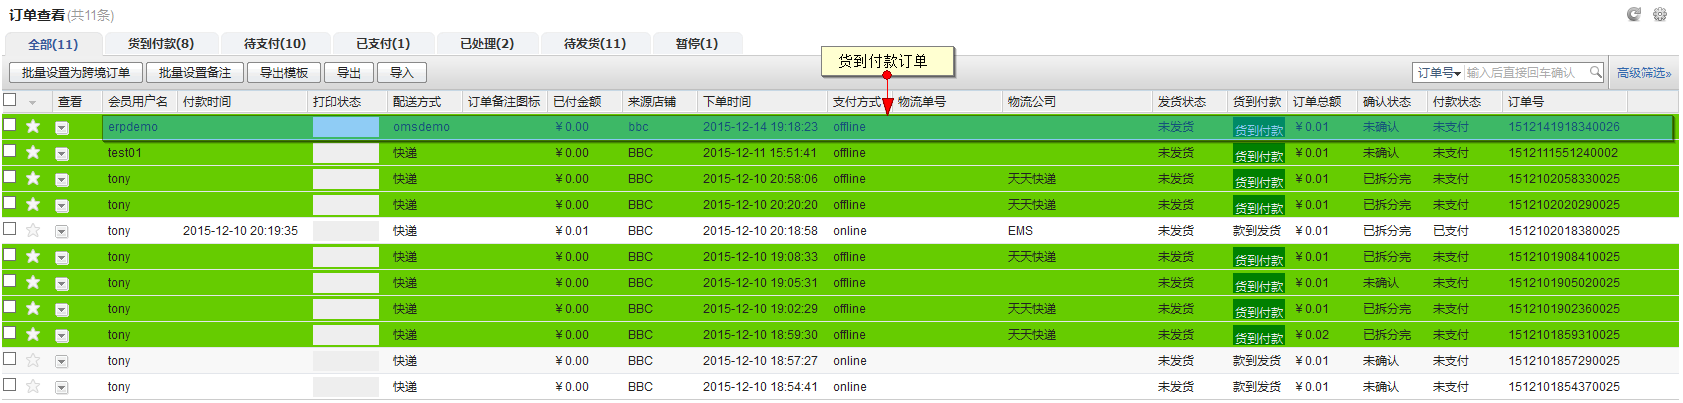 订单查看(共11条)
全部(11) 货到付款(8) 待支付(10) 已支付(1) 已处理(2) 待发货(11) 暂停(1)
货到付款订单
批量设置为跨境订单 批量设置备注 导出模板 导出 导入 订单号 输入后直接回车确认 高级筛选»
查看 会员用户名 付款时间 打印状态 配送方式 订单备注图标 已付金额 来源店铺 下单时间 支付方式 物流单号 物流公司 发货状态 货到付款 订单总额 确认状态 付款状态 订单号
erpdemo omsdemo ¥0.00 bbc 2015-12-14 19:18:23 offline 未发货 货到付款 ¥0.01 未确认 未支付 1512141918340026
test01 快递 ¥0.00 BBC 2015-12-11 15:51:41 offline 未发货 货到付款 ¥0.01 未确认 未支付 1512111551240002
tony 快递 ¥0.00 BBC 2015-12-10 20:58:06 offline 天天快递 未发货 货到付款 ¥0.01 已拆分完 未支付 1512102058330025
tony 快递 ¥0.00 BBC 2015-12-10 20:20:20 offline 天天快递 未发货 货到付款 ¥0.01 已拆分完 未支付 1512102020290025
tony 2015-12-10 20:19:35 快递 ¥0.01 BBC 2015-12-10 20:18:58 online EMS 未发货 款到发货 ¥0.01 已拆分完 已支付 1512102018380025
tony 快递 ¥0.00 BBC 2015-12-10 19:08:33 offline 天天快递 未发货 货到付款 ¥0.01 已拆分完 未支付 1512101908410025
tony 快递 ¥0.00 BBC 2015-12-10 19:05:31 offline 未发货 货到付款 ¥0.01 未确认 未支付 1512101905020025
tony 快递 ¥0.00 BBC 2015-12-10 19:02:29 offline 天天快递 未发货 货到付款 ¥0.01 已拆分完 未支付 1512101902360025
tony 快递 ¥0.00 BBC 2015-12-10 18:59:30 offline 天天快递 未发货 货到付款 ¥0.02 已拆分完 未支付 1512101859310025
tony 快递 ¥0.00 BBC 2015-12-10 18:57:27 online 未发货 款到发货 ¥0.01 未确认 未支付 1512101857290025
tony 快递 ¥0.00 BBC 2015-12-10 18:54:41 online 未发货 款到发货 ¥0.01 未确认 未支付 1512101854370025